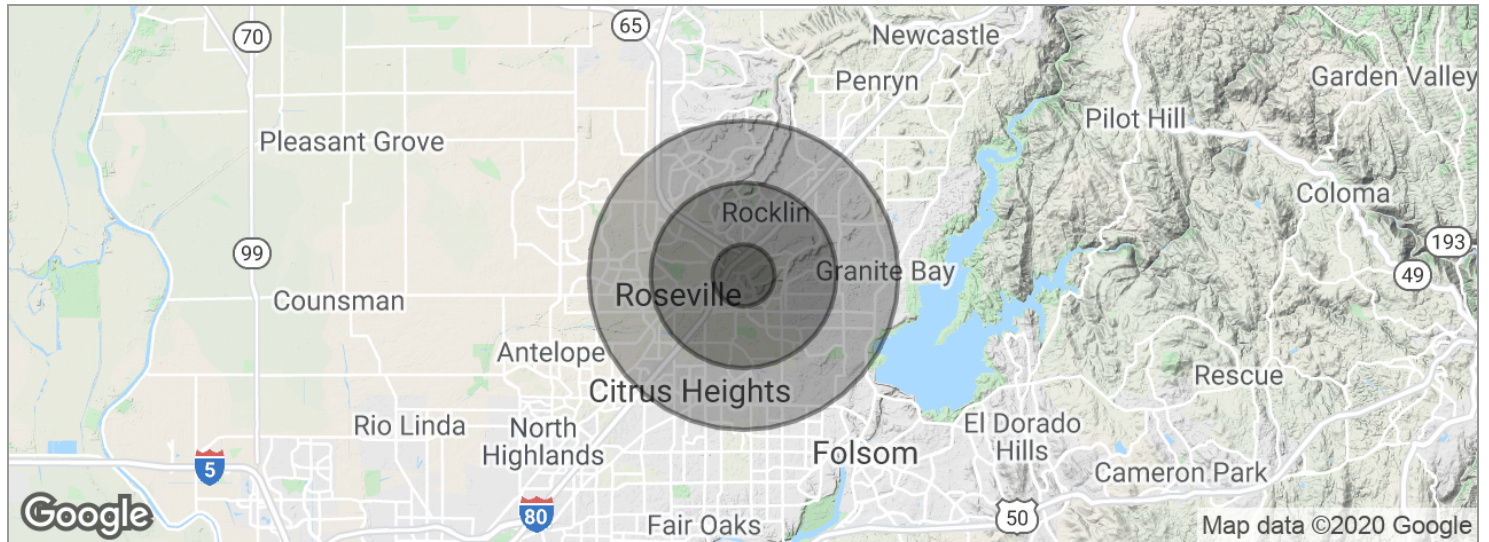 70
65
Newcastle
Penryn
Garden Valley
Pilot Hill
Pleasant Grove
Coloma
Rocklin
99
193
49
Granite Bay
Roseville
Counsman
Antelope
Rescue
Citrus Heights
Rio Linda
North
Highlands
El Dorado
Hills
Folsom
5
Cameron Park
80
50
Google
Fair Oaks
Map data ©2020 Google